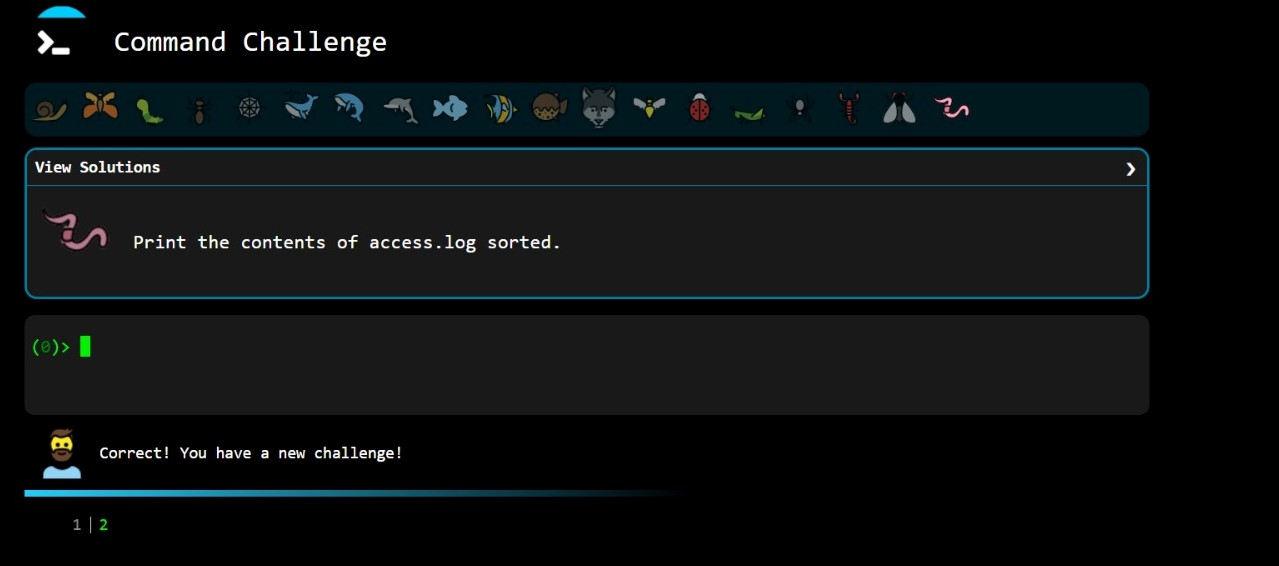 Command Challenge
View Solutions
Print the contents of access.log sorted.
(0)>
Correct! You have a new challenge!
1 | 2